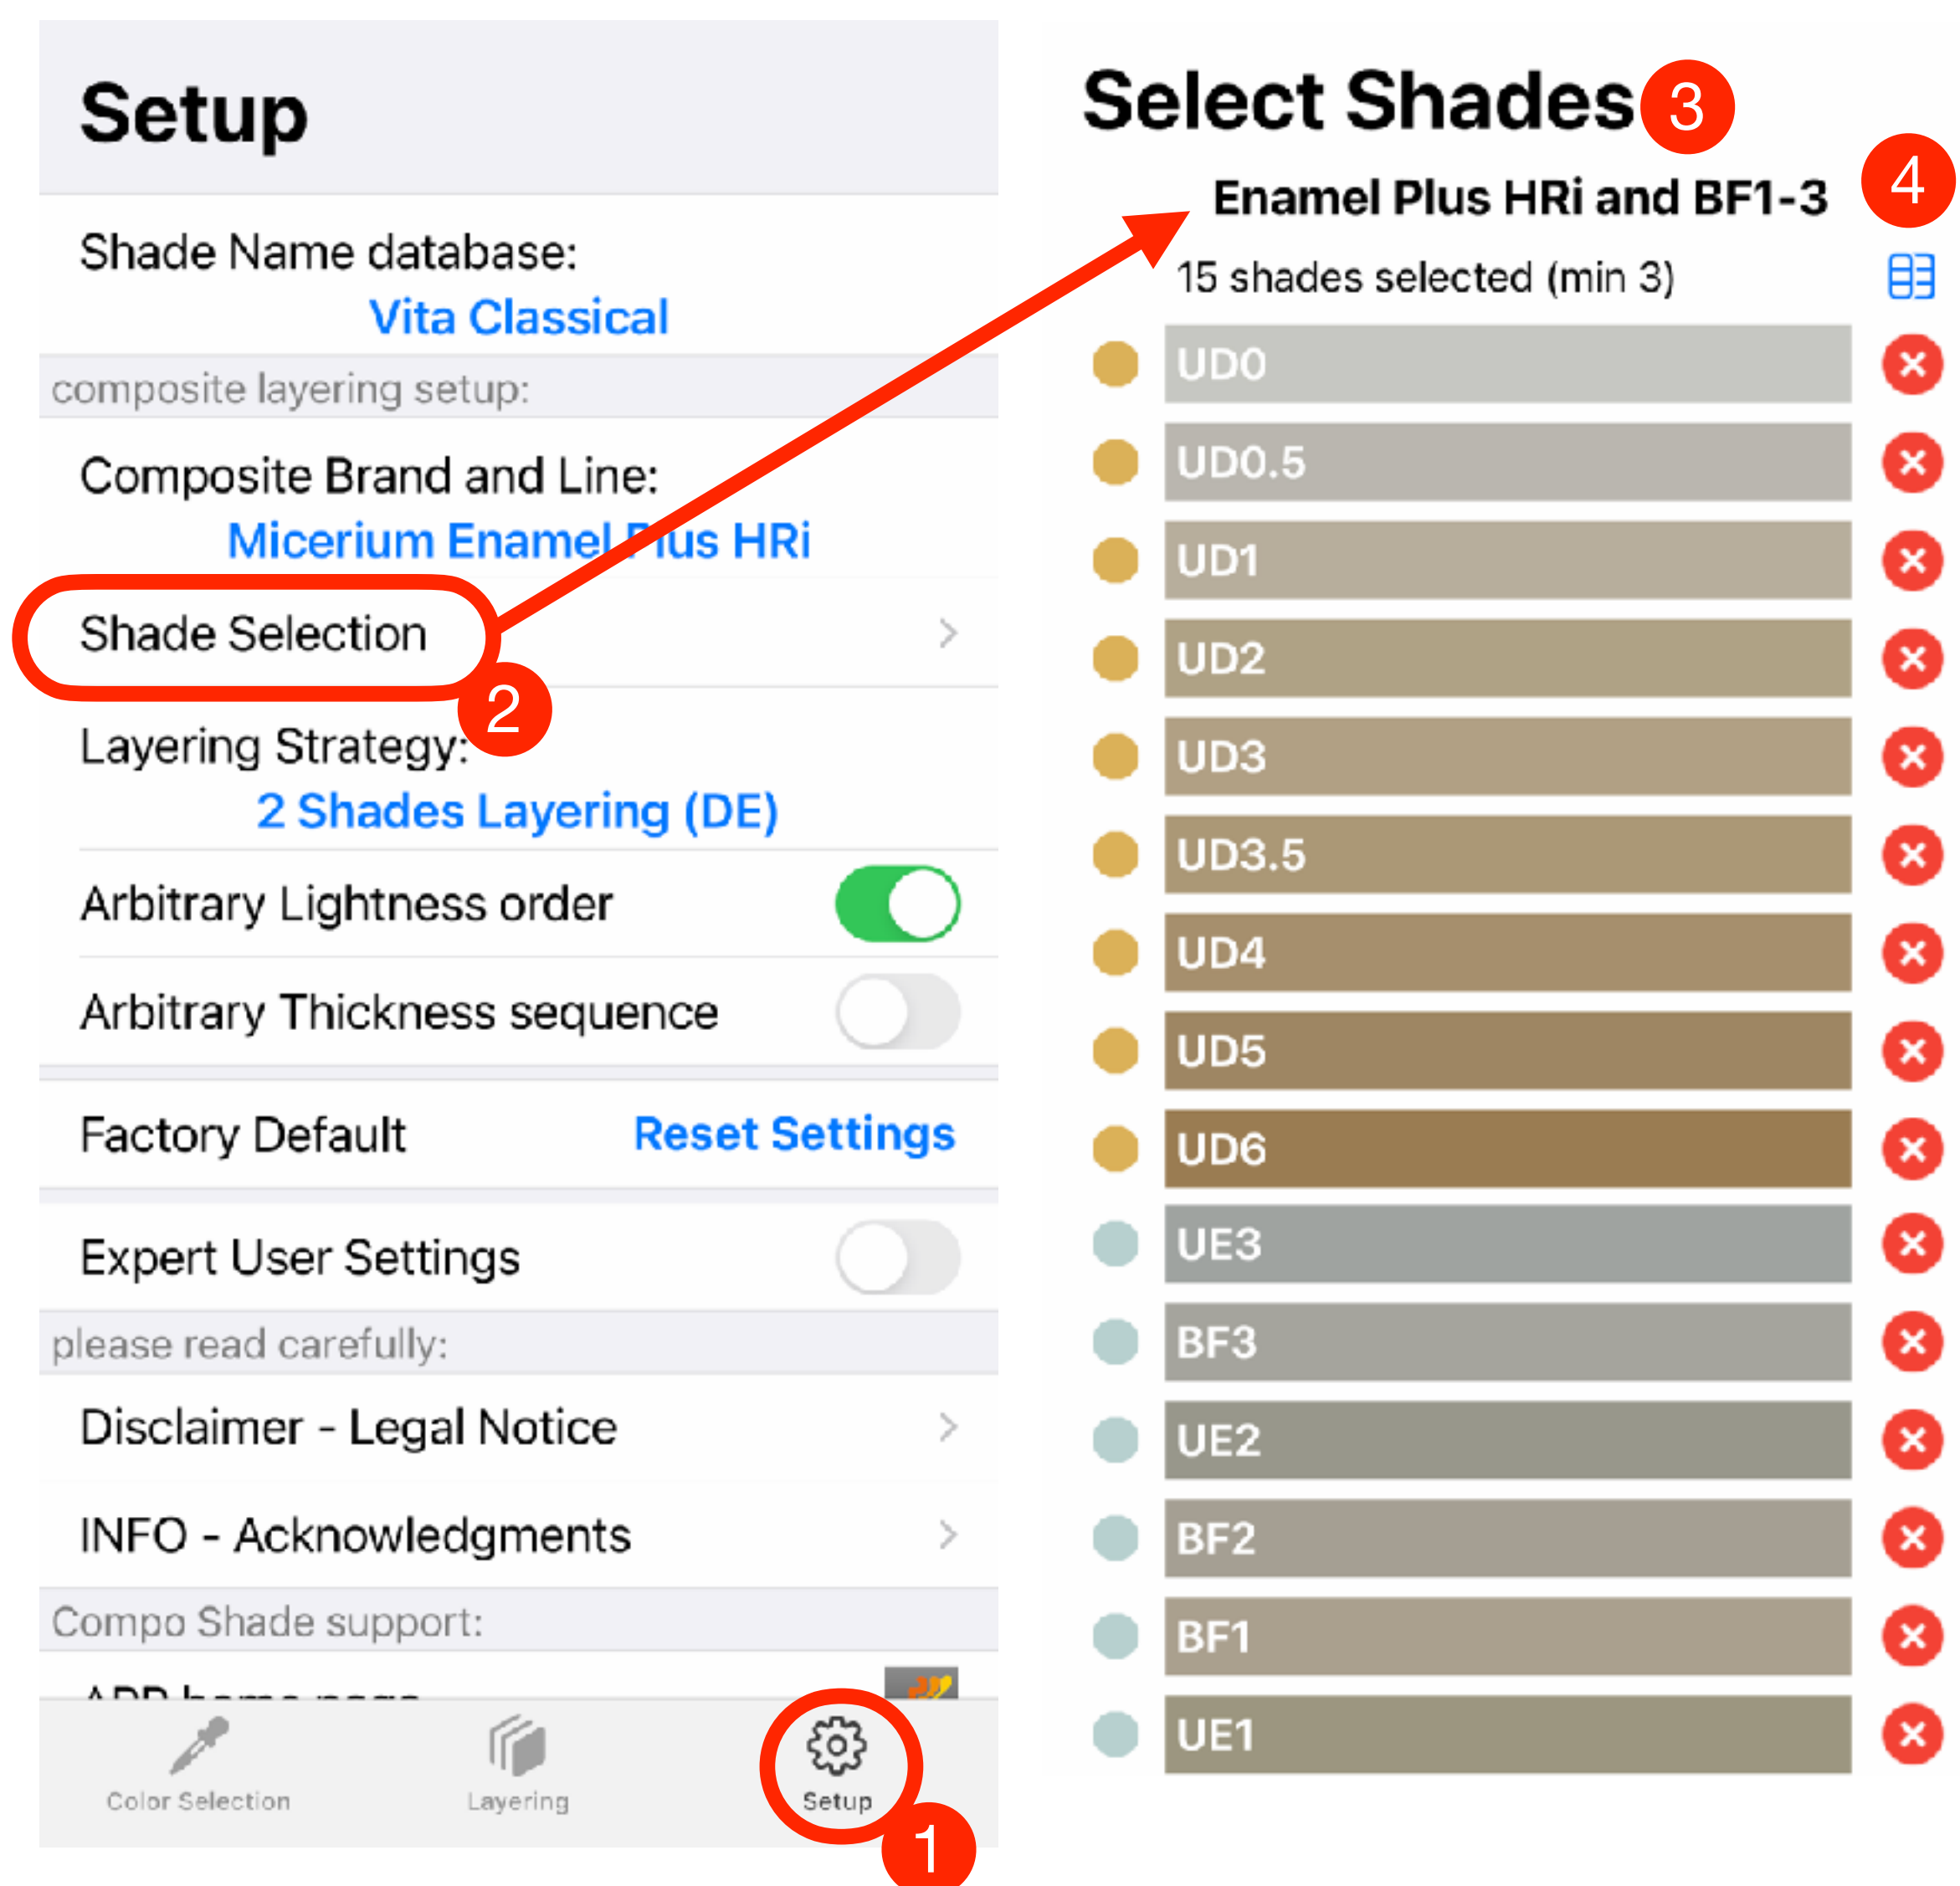 Setup
Shade Name database:
Vita Classical
composite layering setup:
Composite Brand and Line:
Micerium Enamel Plus HRi
Shade Selection
2
Layering Strategy:
2 Shades Layering (DE)
Arbitrary Lightness order
Arbitrary Thickness sequence
Factory Default Reset Settings
Expert User Settings
please read carefully:
Disclaimer - Legal Notice
INFO - Acknowledgments
Compo Shade support:
APP home page
Color Selection Layering Setup
1
Select Shades 3
4
Enamel Plus HRi and BF1-3
15 shades selected (min 3)
UD0
UD0.5
UD1
UD2
UD3
UD3.5
UD4
UD5
UD6
UE3
BF3
UE2
BF2
BF1
UE1